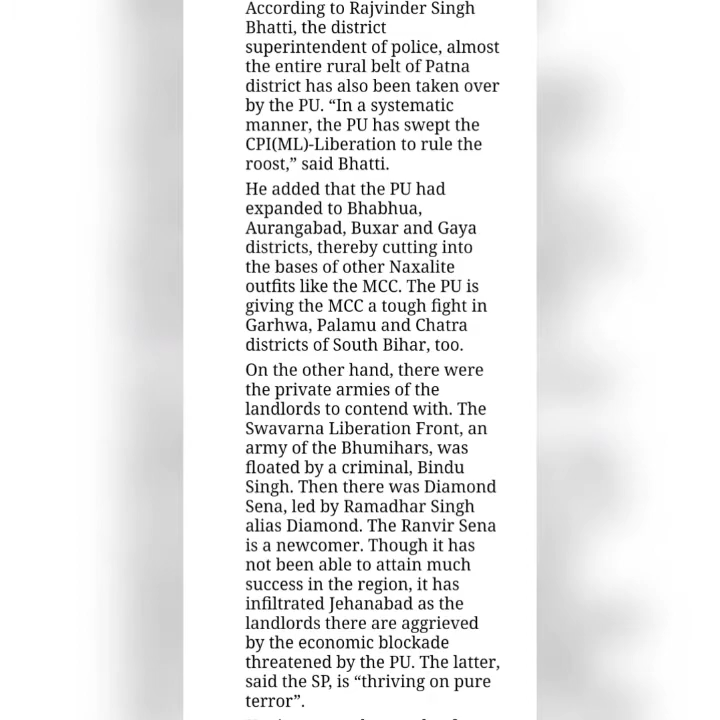 According to Rajvinder Singh
Bhatti, the district
superintendent of police, almost
the entire rural belt of Patna
district has also been taken over
by the PU. “In a systematic
manner, the PU has swept the
CPI(ML)-Liberation to rule the
roost,” said Bhatti.
He added that the PU had
expanded to Bhabhua,
Aurangabad, Buxar and Gaya
districts, thereby cutting into
the bases of other Naxalite
outfits like the MCC. The PU is
giving the MCC a tough fight in
Garhwa, Palamu and Chatra
districts of South Bihar, too.
On the other hand, there were
the private armies of the
landlords to contend with. The
Swavarna Liberation Front, an
army of the Bhumihars, was
floated by a criminal, Bindu
Singh. Then there was Diamond
Sena, led by Ramadhar Singh
alias Diamond. The Ranvir Sena
is a newcomer. Though it has
not been able to attain much
success in the region, it has
infiltrated Jehanabad as the
landlords there are aggrieved
by the economic blockade
threatened by the PU. The latter,
said the SP, is “thriving on pure
terror”.